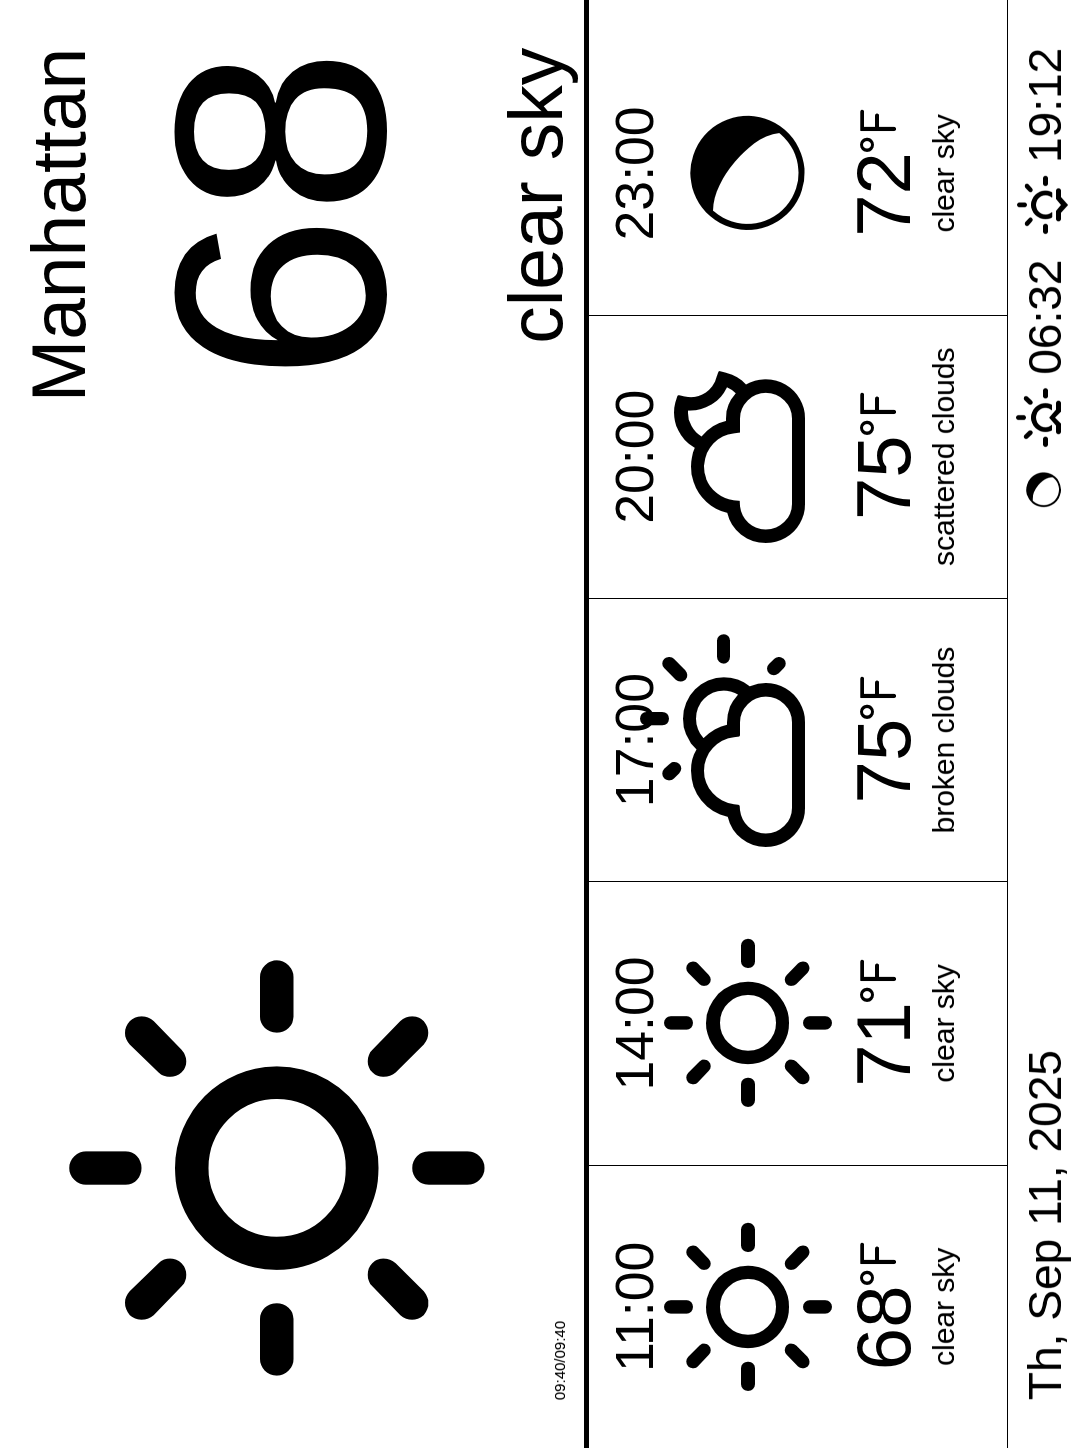 Manhattan
68
clear sky
09:40/09:40
11:00
68°F
clear sky
14:00
71°F
clear sky
17:00
75°F
broken clouds
20:00
75°F
scattered clouds
23:00
72°F
clear sky
Th, Sep 11, 2025
06:32
19:12